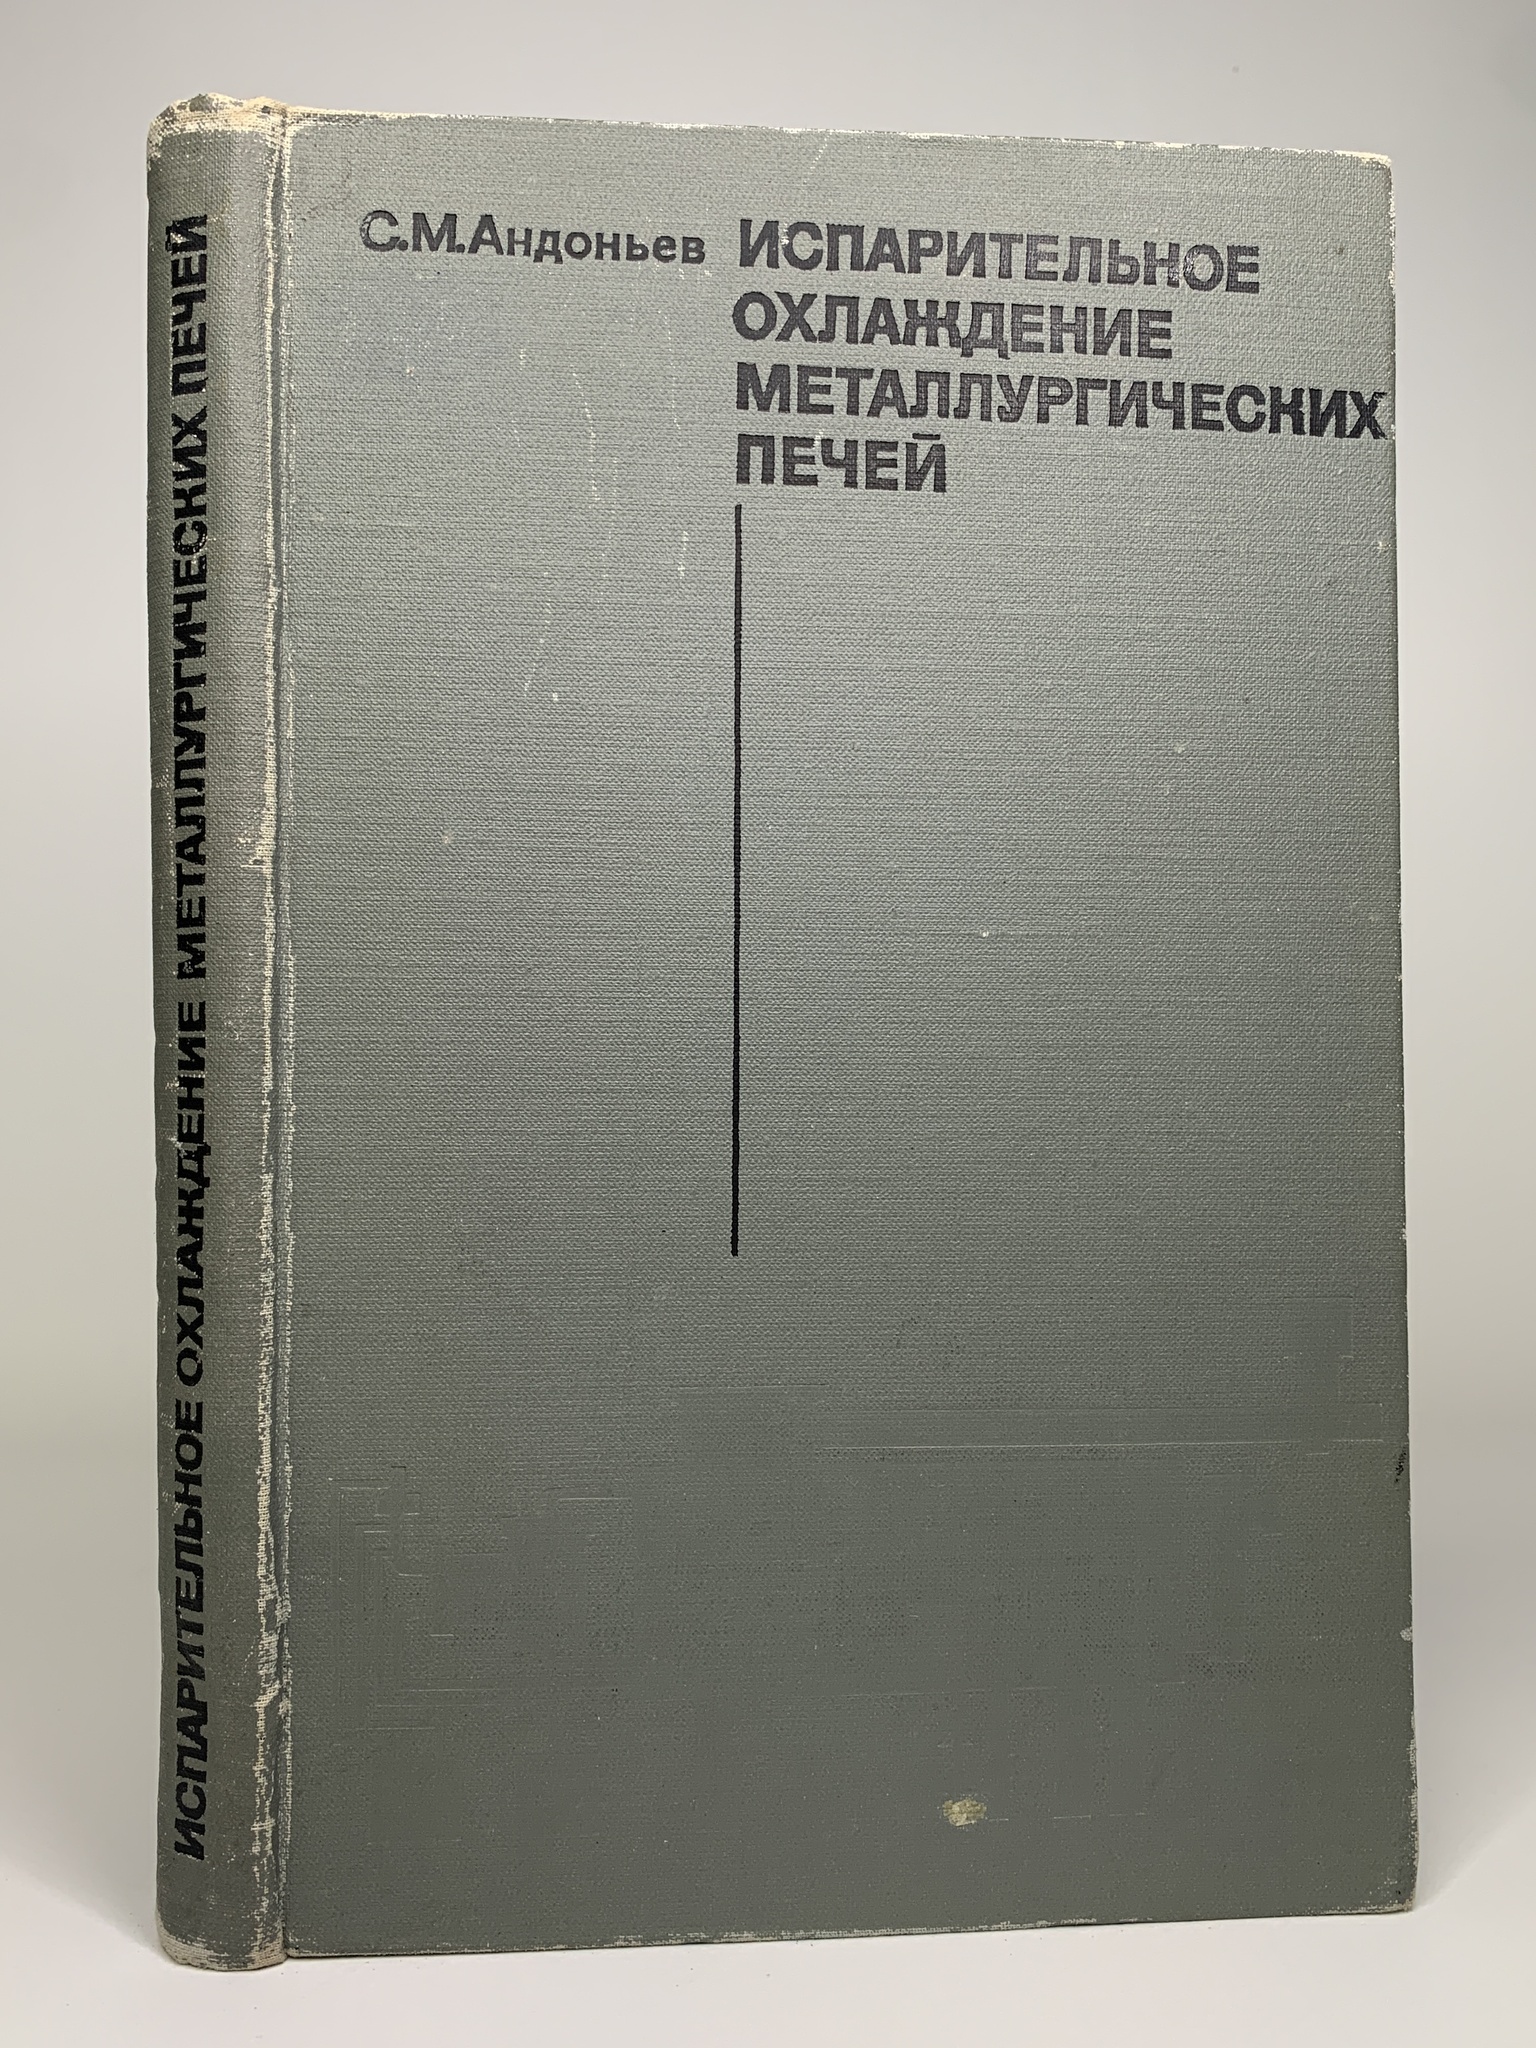 ИСПАРИТЕЛЬНОЕ ОХЛАЖДЕНИЕ МЕТАЛЛУРГИЧЕСКИХ ПЕЧЕЙ
С.М.Андоньев
ИСПАРИТЕЛЬНОЕ
ОХЛАЖДЕНИЕ
МЕТАЛЛУРГИЧЕСКИХ
ПЕЧЕЙ